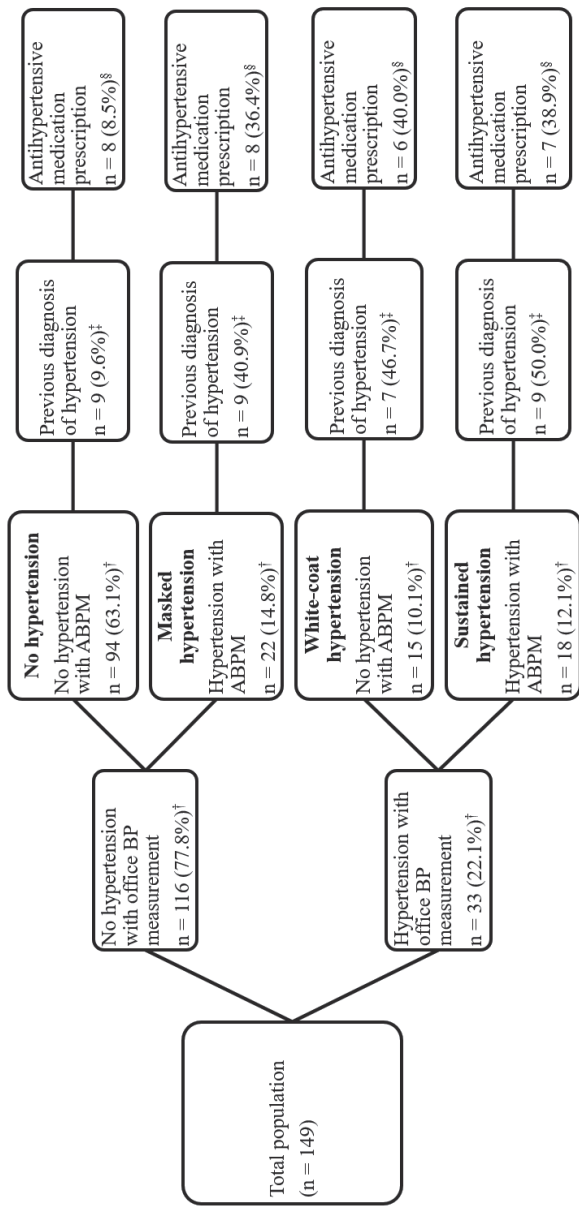 Total population
(n = 149)
No hypertension
with office BP
measurement
n = 116 (77.8%)†
Hypertension with
office BP
measurement
n = 33 (22.1%)†
No hypertension
No hypertension
with ABPM
n = 94 (63.1%)†
Masked
hypertension
Hypertension with
ABPM
n = 22 (14.8%)†
White-coat
hypertension
No hypertension
with ABPM
n = 15 (10.1%)†
Sustained
hypertension
Hypertension with
ABPM
n = 18 (12.1%)†
Previous diagnosis
of hypertension
n = 9 (9.6%)‡
Previous diagnosis
of hypertension
n = 9 (40.9%)‡
Previous diagnosis
of hypertension
n = 7 (46.7%)‡
Previous diagnosis
of hypertension
n = 9 (50.0%)‡
Antihypertensive
medication
prescription
n = 8 (8.5%)§
Antihypertensive
medication
prescription
n = 8 (36.4%)§
Antihypertensive
medication
prescription
n = 6 (40.0%)§
Antihypertensive
medication
prescription
n = 7 (38.9%)§